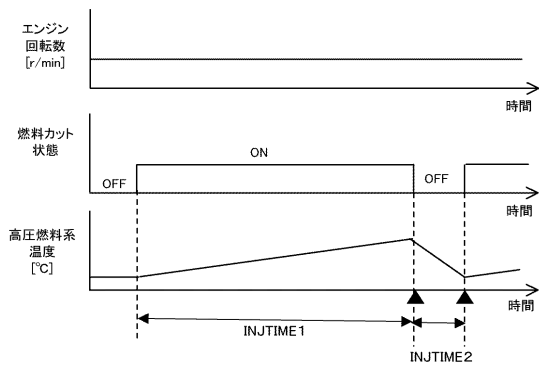 エンジン
回転数
[r/min]
時間
燃料カット
状態
ON
OFF
OFF
時間
高圧燃料系
温度
[℃]
時間
INJTIME1
INJTIME2